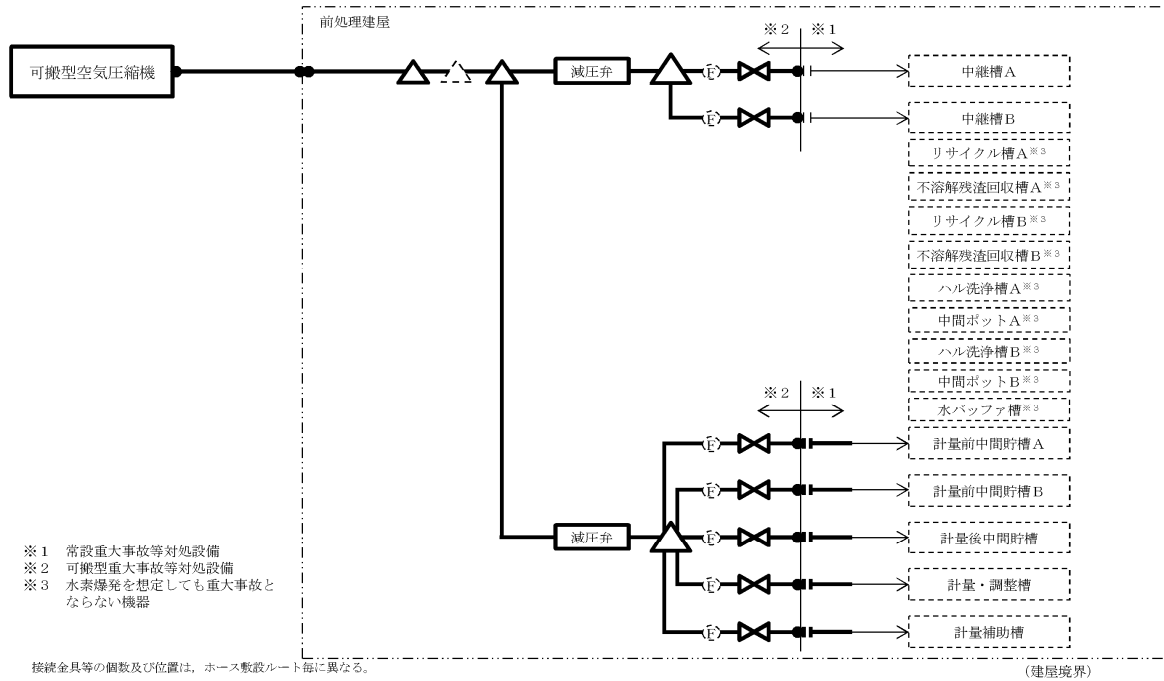 前処理建屋
※2 ※1
可搬型空気圧縮機
減圧弁
F
中継槽A
F
中継槽B
リサイクル槽A※3
不溶解残渣回収槽A※3
リサイクル槽B※3
不溶解残渣回収槽B※3
ハル洗浄槽A※3
中間ポットA※3
ハル洗浄槽B※3
中間ポットB※3
水バッファ槽※3
※2 ※1
F
計量前中間貯槽A
F
計量前中間貯槽B
減圧弁
F
計量後中間貯槽
F
計量・調整槽
F
計量補助槽
※1 常設重大事故等対処設備
※2 可搬型重大事故等対処設備
※3 水素爆発を想定しても重大事故と
ならない機器
接続金具等の個数及び位置は，ホース敷設ルート毎に異なる。
（建屋境界）